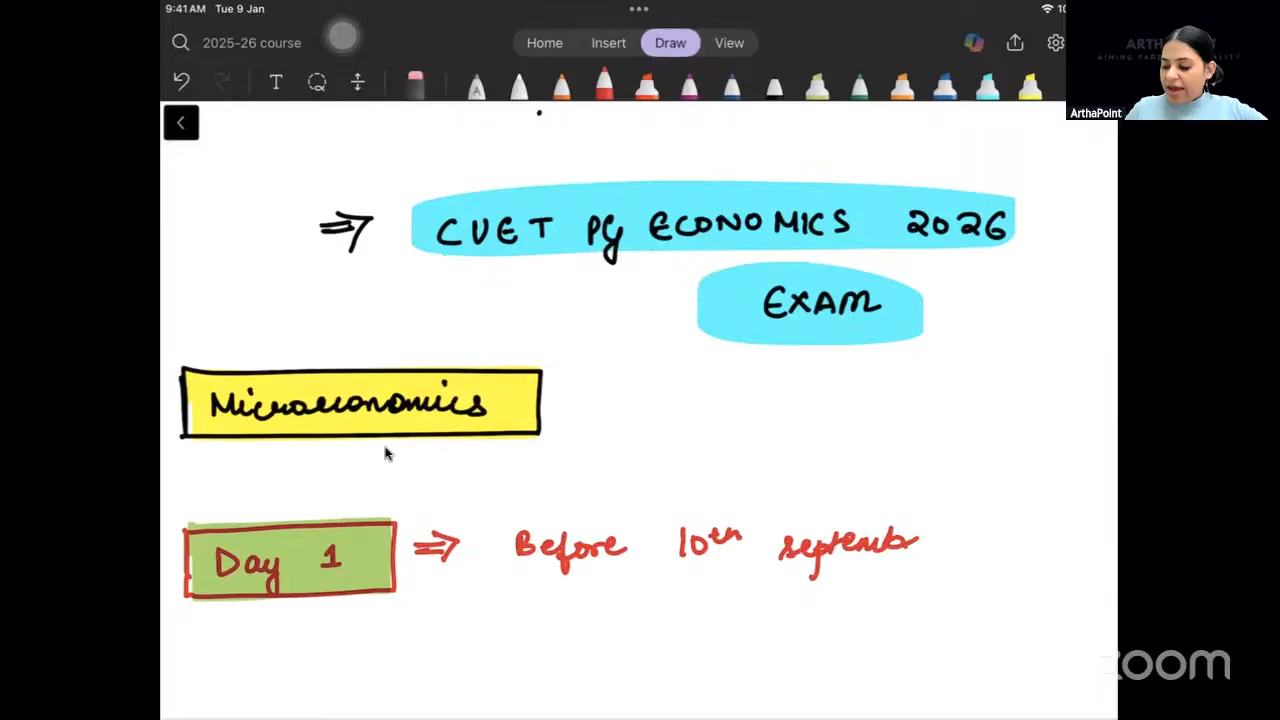 9:41 AM Tue 9 Jan
2025-26 course
Home Insert Draw View
⇒ CUET PG ECONOMICS 2026
EXAM
Microeconomics
Day 1 ⇒ Before 10th septemb
ArthaPoint
zoom